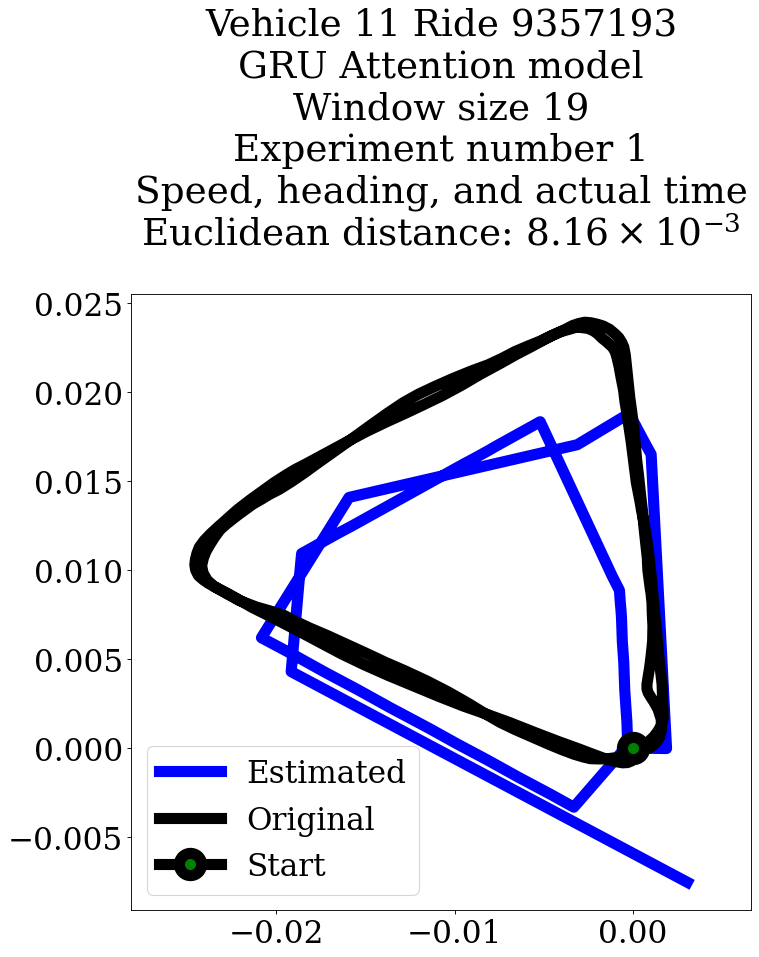 Vehicle 11 Ride 9357193
GRU Attention model
Window size 19
Experiment number 1
Speed, heading, and actual time
Euclidean distance: 8.16 × 10⁻³
0.025
0.020
0.015
0.010
0.005
0.000
−0.005
Estimated
Original
Start
−0.02 −0.01 0.00